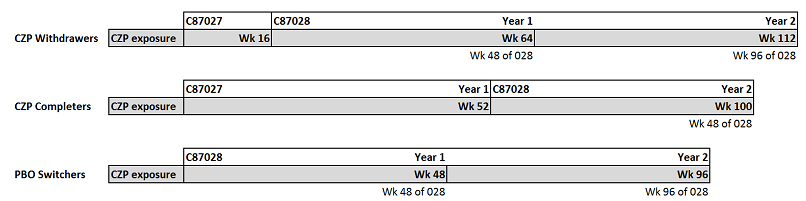 C87027 C87028 Year 1 Year 2
CZP Withdrawers CZP exposure Wk 16 Wk 64 Wk 112
Wk 48 of 028 Wk 96 of 028
C87027 Year 1 C87028 Year 2
CZP Completers CZP exposure Wk 52 Wk 100
Wk 48 of 028
C87028 Year 1 Year 2
PBO Switchers CZP exposure Wk 48 Wk 96
Wk 48 of 028 Wk 96 of 028